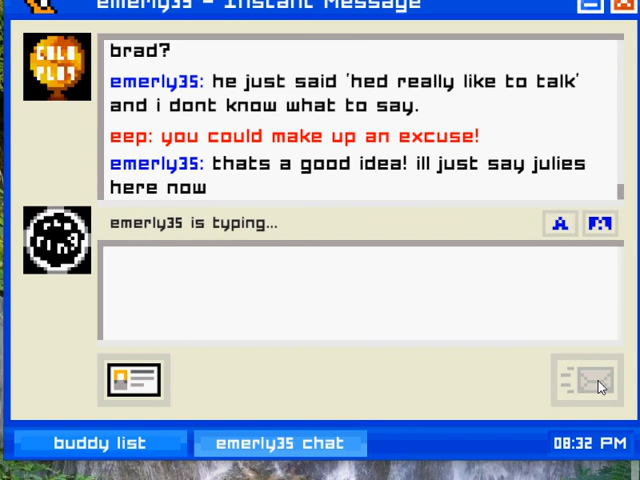 emerly35 - Instant Message
COLD
PLAY
brad?
emerly35: he just said 'hed really like to talk'
and i dont know what to say.
eep: you could make up an excuse!
emerly35: thats a good idea! ill just say julies
here now
emerly35 is typing...
A
buddy list
emerly35 chat
08:32 PM